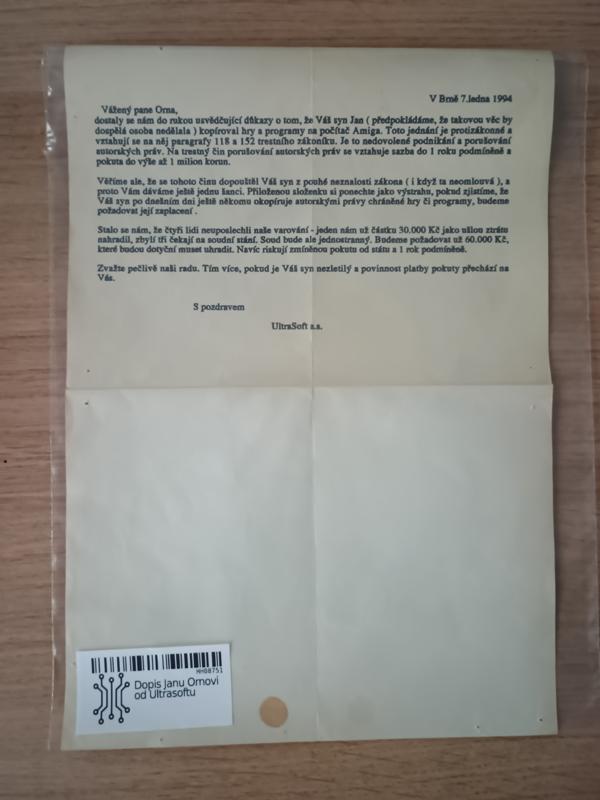 V Brně 7.ledna 1994
Vážený pane Orna,
dostaly se nám do rukou usvědčující důkazy o tom, že Váš syn Jan ( předpokládáme, že takovou věc by
dospělá osoba nedělala ) kopíroval hry a programy na počítač Amiga. Toto jednání je protizákonné a
vztahují se na něj paragrafy 118 a 152 trestního zákoníku. Je to nedovolené podnikání a porušování
autorských práv. Na trestný čin porušování autorských práv se vztahuje sazba do 1 roku podmíněně a
pokuta do výše až 1 milion korun.
Věříme ale, že se tohoto činu dopouštěl Váš syn z pouhé neznalosti zákona ( i když ta neomlouvá ), a
proto Vám dáváme ještě jednu šanci. Přiloženou složenku si ponechte jako výstrahu, pokud zjistíme, že
Váš syn po dnešním dni ještě někomu okopíruje autorskými právy chráněné hry či programy, budeme
požadovat její zaplacení .
Stalo se nám, že čtyři lidi neuposlechli naše varování - jeden nám už částku 30.000 Kč jako ušlou ztrátu
nahradil, zbylí tři čekají na soudní stání. Soud bude ale jednostranný. Budeme požadovat už 60.000 Kč,
které budou dotyční muset uhradit. Navíc riskují zmíněnou pokutu od státu a 1 rok podmíněně.
Zvažte pečlivě naši radu. Tím více, pokud je Váš syn nezletilý a povinnost platby pokuty přechází na
Vás.
S pozdravem
UltraSoft a.s.
HH08751
Dopis Janu Ornovi
od Ultrasoftu